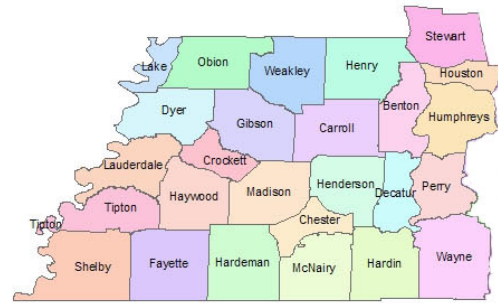 Stewart
Lake
Obion
Weakley
Henry
Houston
Dyer
Gibson
Carroll
Benton
Humphreys
Lauderdale
Crockett
Tipton
Tipton
Haywood
Madison
Henderson
Decatur
Perry
Chester
Shelby
Fayette
Hardeman
McNairy
Hardin
Wayne